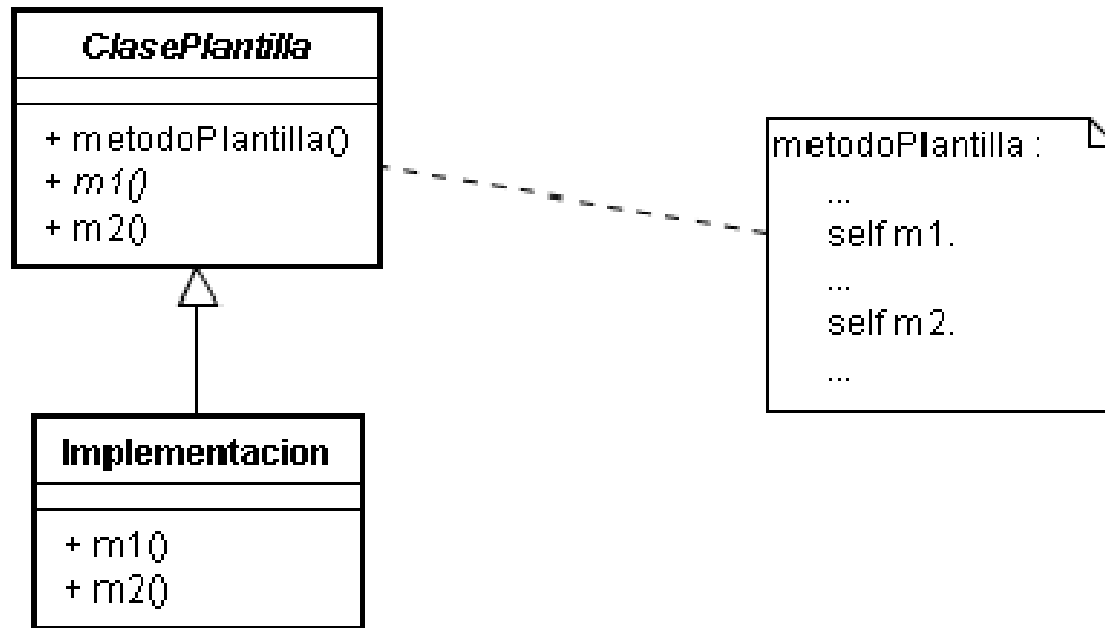 ClasePlantilla
+ metodoPlantilla()
+ m1()
+ m2()
metodoPlantilla :
...
self m1.
...
self m2.
...
Implementacion
+ m1()
+ m2()